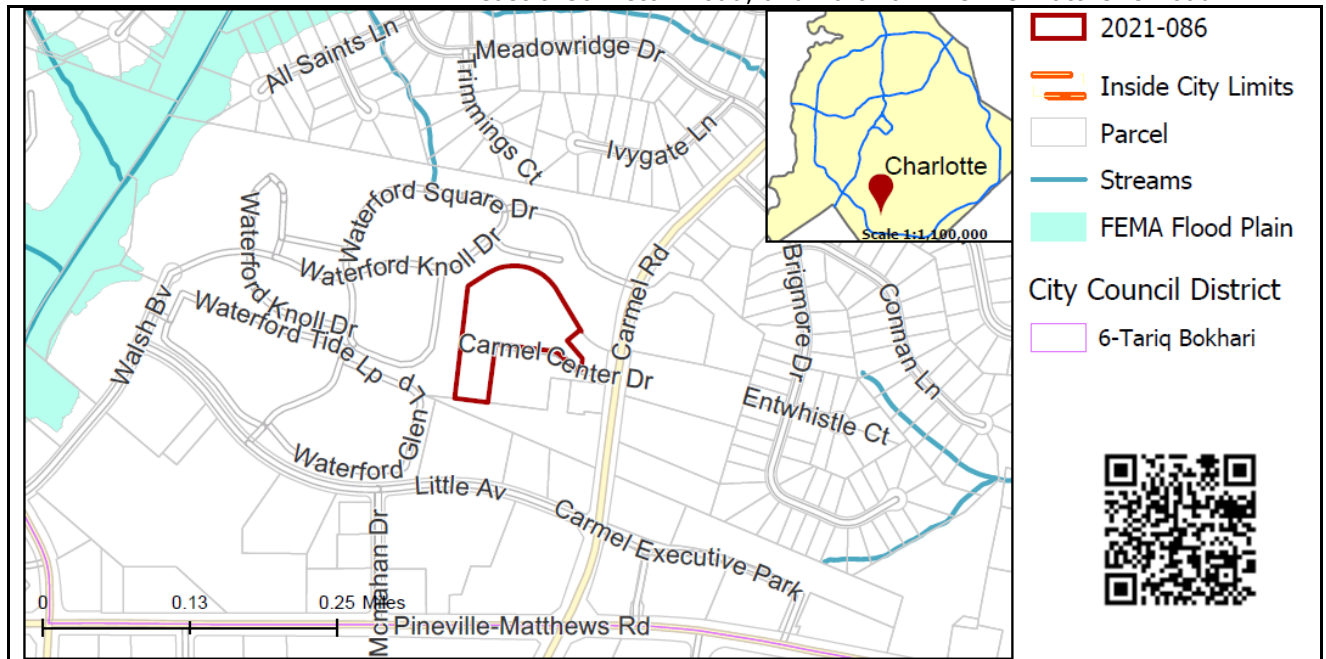 All Saints Ln
Meadowridge Dr
Trimmings Ct
Ivygate Ln
Charlotte
Scale 1:1,100,000
Waterford Square Dr
Waterford Knoll Dr
Waterford Knoll Dr
Waterford Tide Lp
Walsh Bv
Carmel Rd
Carmel Center Dr
Brigmore Dr
Connan Ln
Entwhistle Ct
Waterford Glen Lp
Little Av
Carmel Executive Park
Mcmahan Dr
Pineville-Matthews Rd
0 0.13 0.25 Miles
2021-086
Inside City Limits
Parcel
Streams
FEMA Flood Plain
City Council District
6-Tariq Bokhari